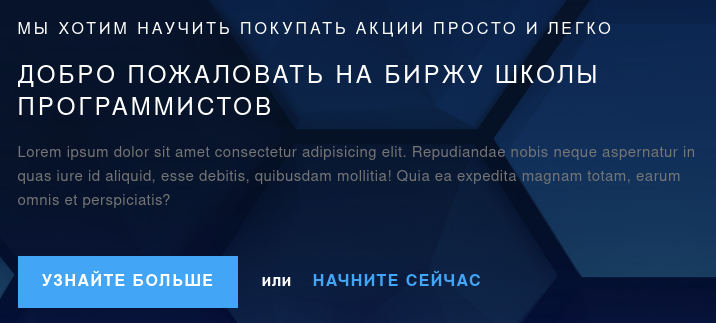 МЫ ХОТИМ НАУЧИТЬ ПОКУПАТЬ АКЦИИ ПРОСТО И ЛЕГКО
ДОБРО ПОЖАЛОВАТЬ НА БИРЖУ ШКОЛЫ
ПРОГРАММИСТОВ
Lorem ipsum dolor sit amet consectetur adipisicing elit. Repudiandae nobis neque aspernatur in
quas iure id aliquid, esse debitis, quibusdam mollitia! Quia ea expedita magnam totam, earum
omnis et perspiciatis?
УЗНАЙТЕ БОЛЬШЕ или НАЧНИТЕ СЕЙЧАС